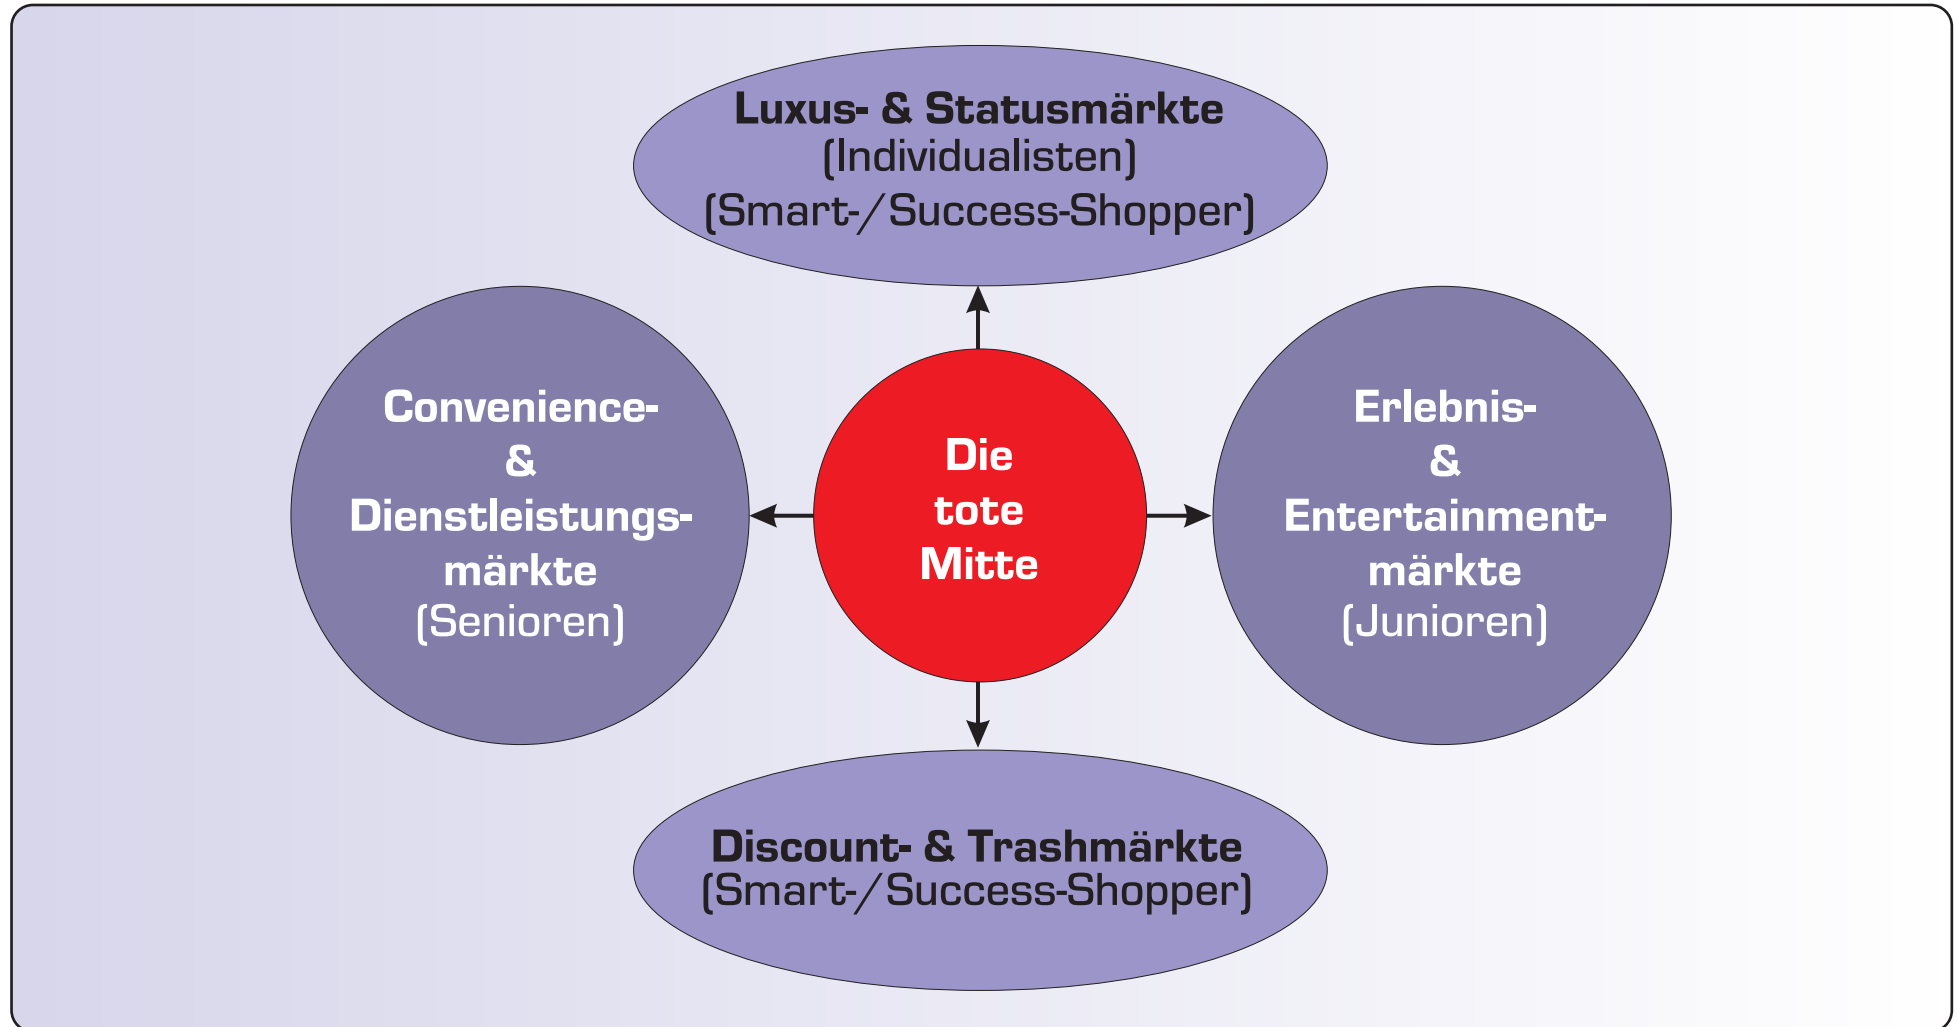 Luxus- & Statusmärkte
(Individualisten)
(Smart-/Success-Shopper)
Convenience-
&
Dienstleistungs-
märkte
(Senioren)
Die
tote
Mitte
Erlebnis-
&
Entertainment-
märkte
(Junioren)
Discount- & Trashmärkte
(Smart-/Success-Shopper)